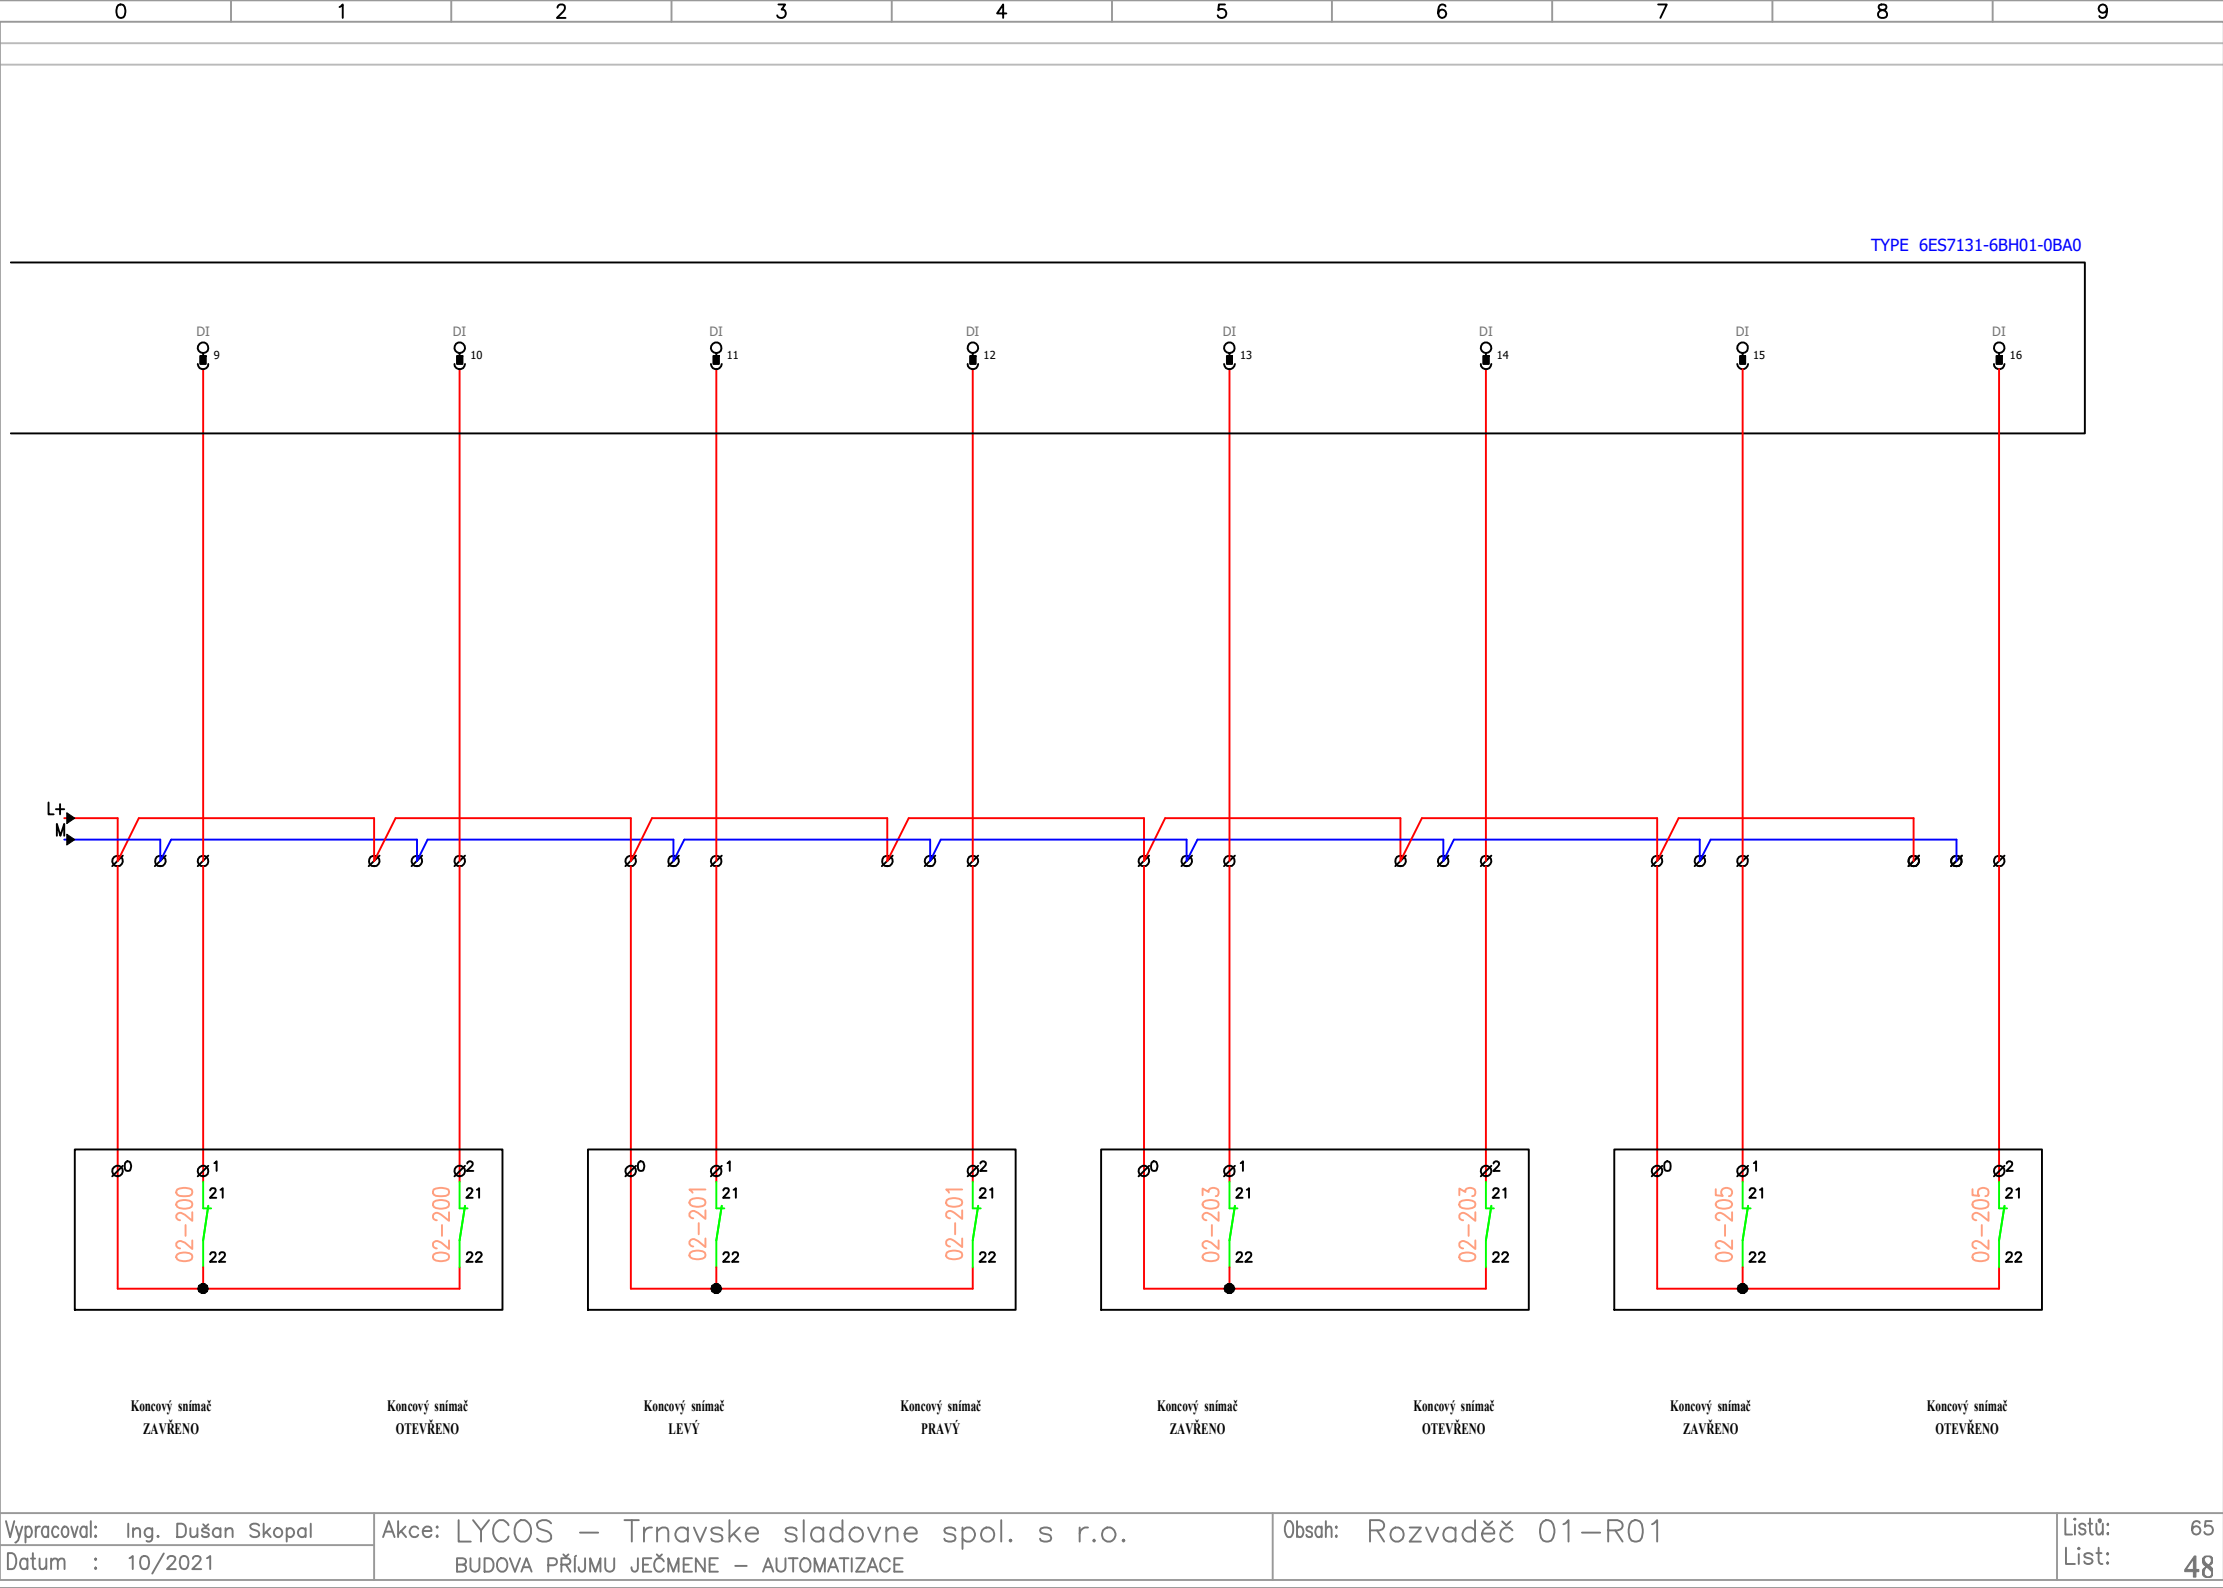 0 1 2 3 4 5 6 7 8 9
TYPE 6ES7131-6BH01-0BA0
DI DI DI DI DI DI DI DI
9 10 11 12 13 14 15 16
L+
M
0 1 2 0 1 2 0 1 2 0 1 2
21 21 21 21 21 21 21 21
02-200 02-200 02-201 02-201 02-203 02-203 02-205 02-205
22 22 22 22 22 22 22 22
Koncový snímač Koncový snímač Koncový snímač Koncový snímač Koncový snímač Koncový snímač Koncový snímač Koncový snímač
ZAVŘENO OTEVŘENO LEVÝ PRAVÝ ZAVŘENO OTEVŘENO ZAVŘENO OTEVŘENO
Vypracoval: Ing. Dušan Skopal
Datum : 10/2021
Akce: LYCOS – Trnavske sladovne spol. s r.o.
BUDOVA PŘÍJMU JEČMENE – AUTOMATIZACE
Obsah: Rozvaděč 01–R01
Listů: 65
List: 48